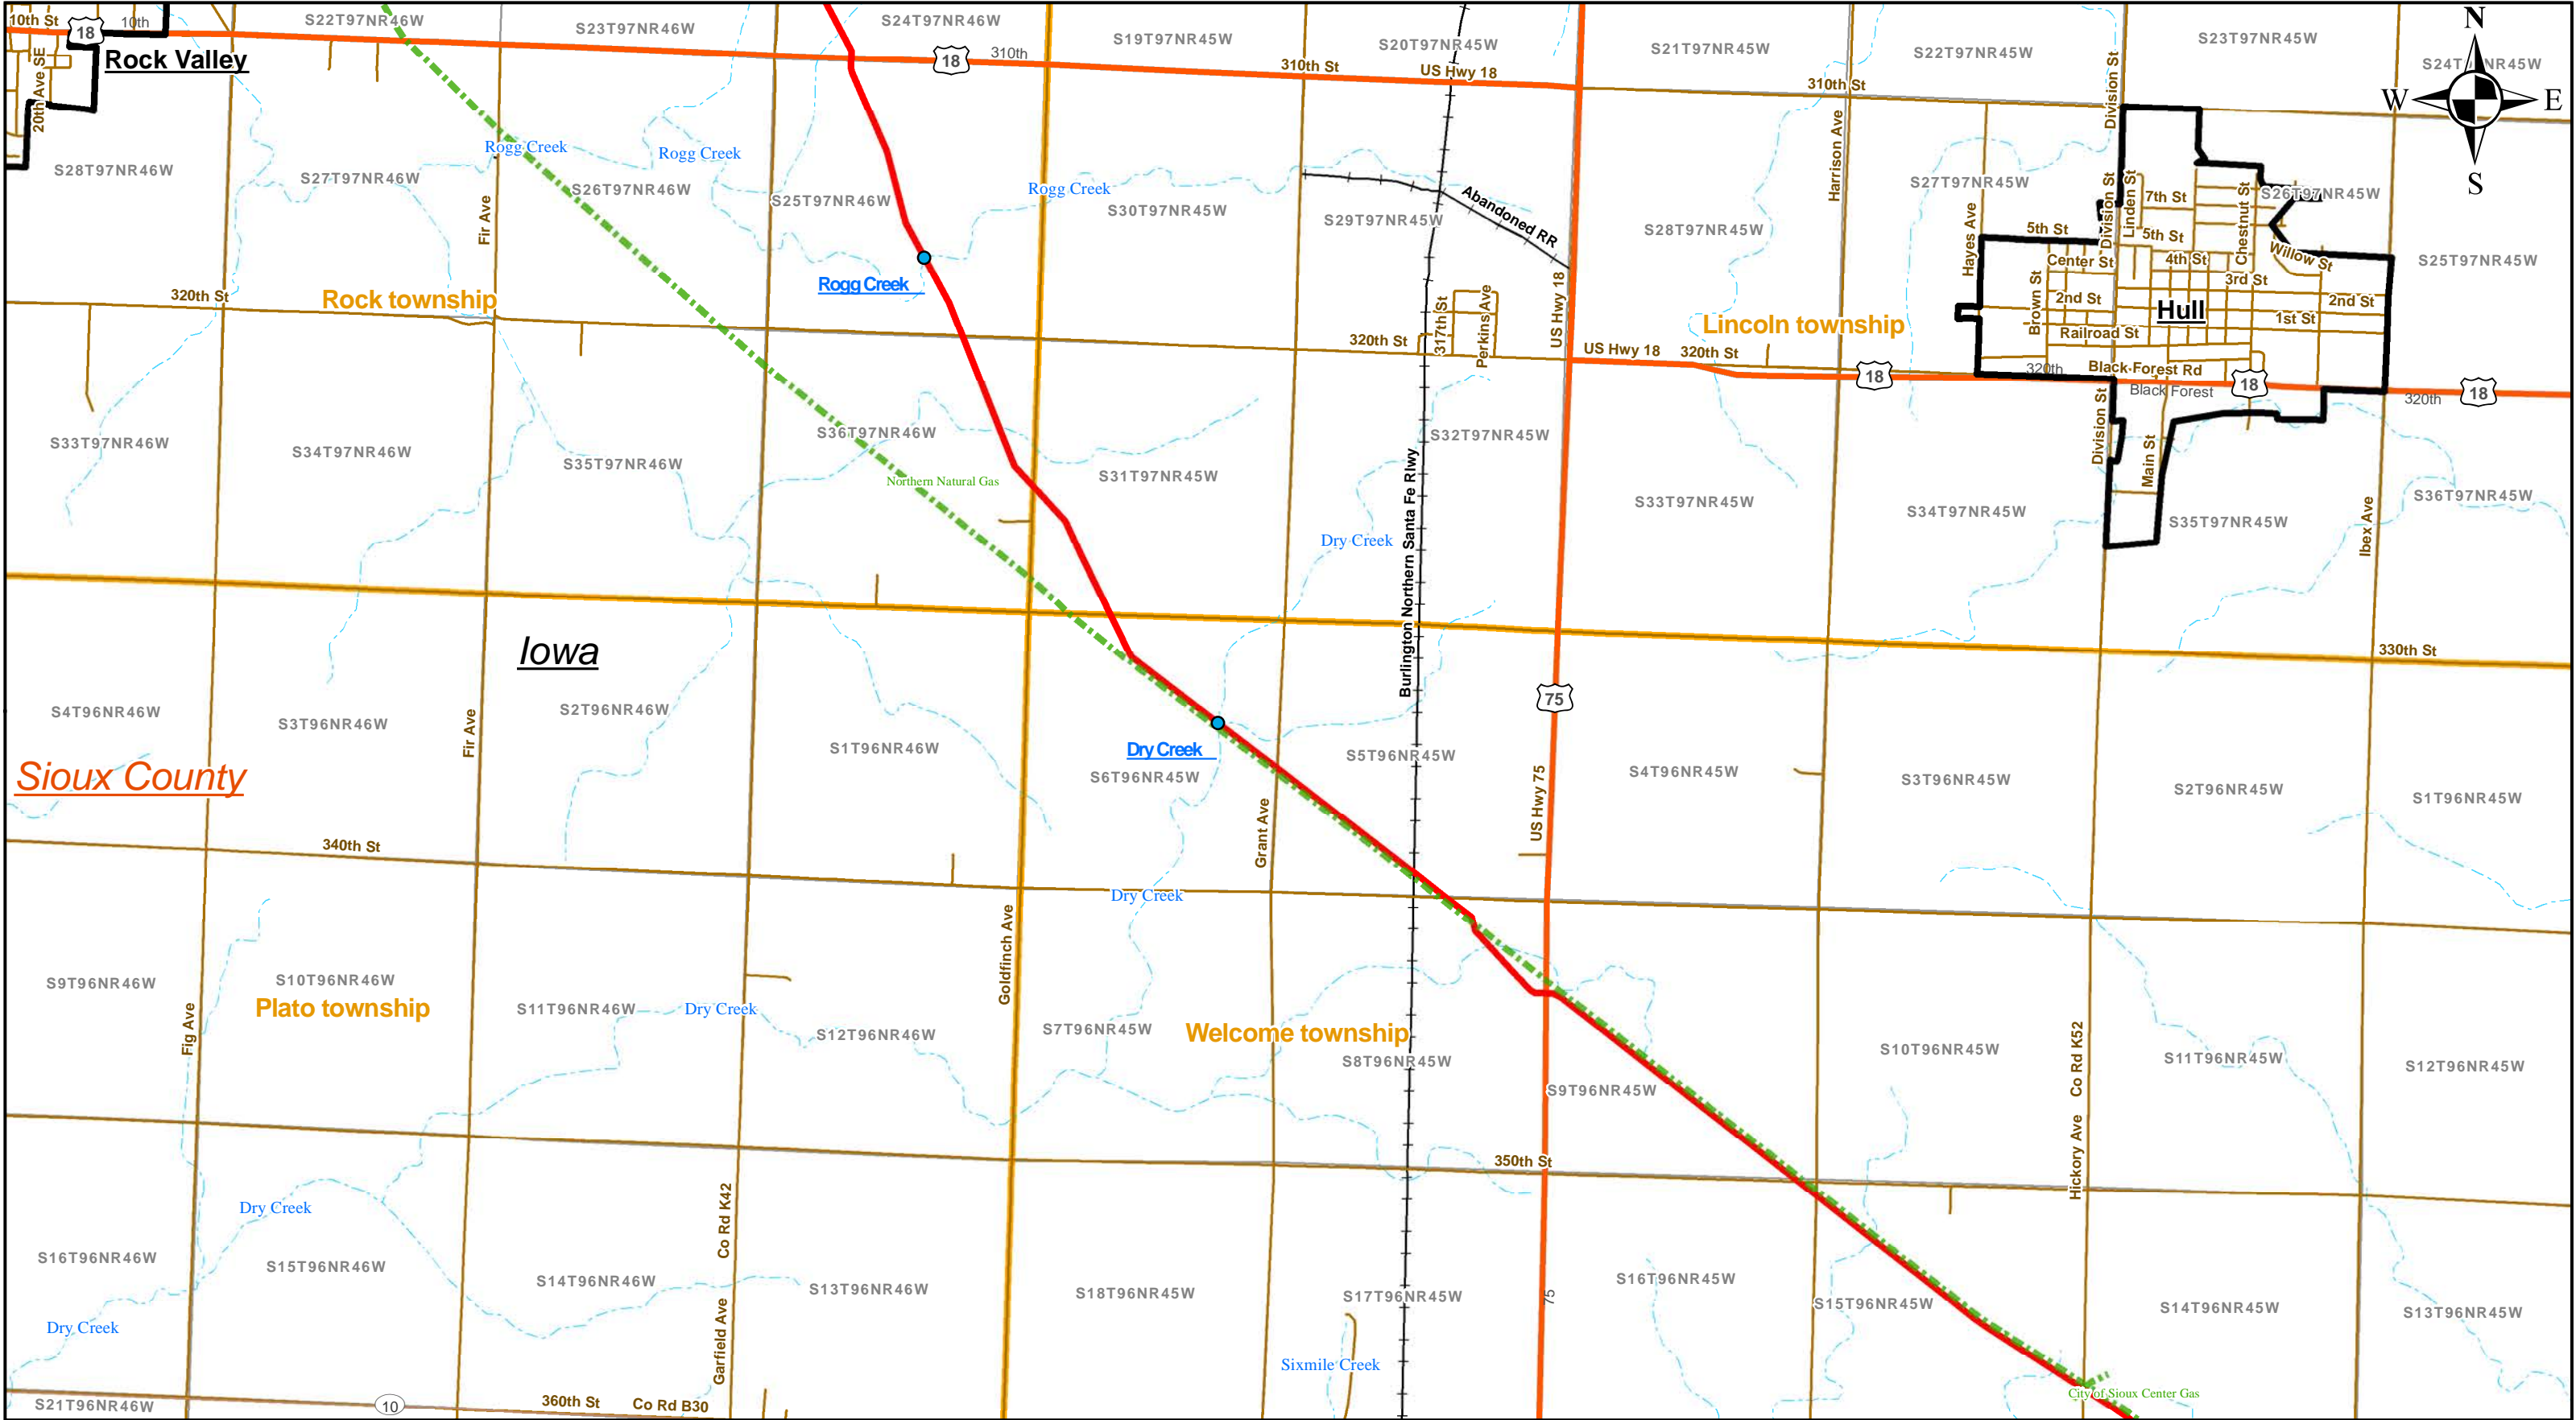 10th St
18
10th
Rock Valley
20th Ave SE
S22T97NR46W
S23T97NR46W
S24T97NR46W
18
310th
S19T97NR45W
S20T97NR45W
310th St
US Hwy 18
S21T97NR45W
310th St
S22T97NR45W
Division St
S23T97NR45W
S24T97NR45W
N
W
E
S
S28T97NR46W
S27T97NR46W
Fir Ave
Rogg Creek
S26T97NR46W
Rogg Creek
S25T97NR46W
Rogg Creek
S30T97NR45W
S29T97NR45W
Abandoned RR
S28T97NR45W
Harrison Ave
S27T97NR45W
Hayes Ave
5th St
Division St
Linden St
7th St
Chestnut St
S26T97NR45W
5th St
Willow St
Center St
4th St
3rd St
S25T97NR45W
2nd St
2nd St
Brown St
Hull
1st St
Railroad St
Black Forest Rd
320th
Black Forest
18
18
320th
18
Rogg Creek
320th St
Rock township
320th St
317th St
Perkins Ave
US Hwy 18
US Hwy 18
320th St
Lincoln township
S33T97NR46W
S34T97NR46W
S35T97NR46W
S36T97NR46W
Northern Natural Gas
S31T97NR45W
S32T97NR45W
Burlington Northern Santa Fe Rlwy
Dry Creek
S33T97NR45W
S34T97NR45W
Division St
Main St
S35T97NR45W
Ibex Ave
S36T97NR45W
Iowa
330th St
S4T96NR46W
S3T96NR46W
Fir Ave
S2T96NR46W
S1T96NR46W
Dry Creek
S6T96NR45W
S5T96NR45W
75
US Hwy 75
S4T96NR45W
S3T96NR45W
S2T96NR45W
S1T96NR45W
Sioux County
340th St
Grant Ave
Dry Creek
Goldfinch Ave
S9T96NR46W
S10T96NR46W
Plato township
Fig Ave
S11T96NR46W
Dry Creek
S12T96NR46W
S7T96NR45W
Welcome township
S8T96NR45W
S9T96NR45W
S10T96NR45W
Co Rd K52
S11T96NR45W
S12T96NR45W
350th St
Hickory Ave
Dry Creek
Co Rd K42
S16T96NR46W
S15T96NR46W
S14T96NR46W
S13T96NR46W
S18T96NR45W
S17T96NR45W
75
S16T96NR45W
S15T96NR45W
S14T96NR45W
S13T96NR45W
Dry Creek
Garfield Ave
Sixmile Creek
City of Sioux Center Gas
S21T96NR46W
10
360th St
Co Rd B30